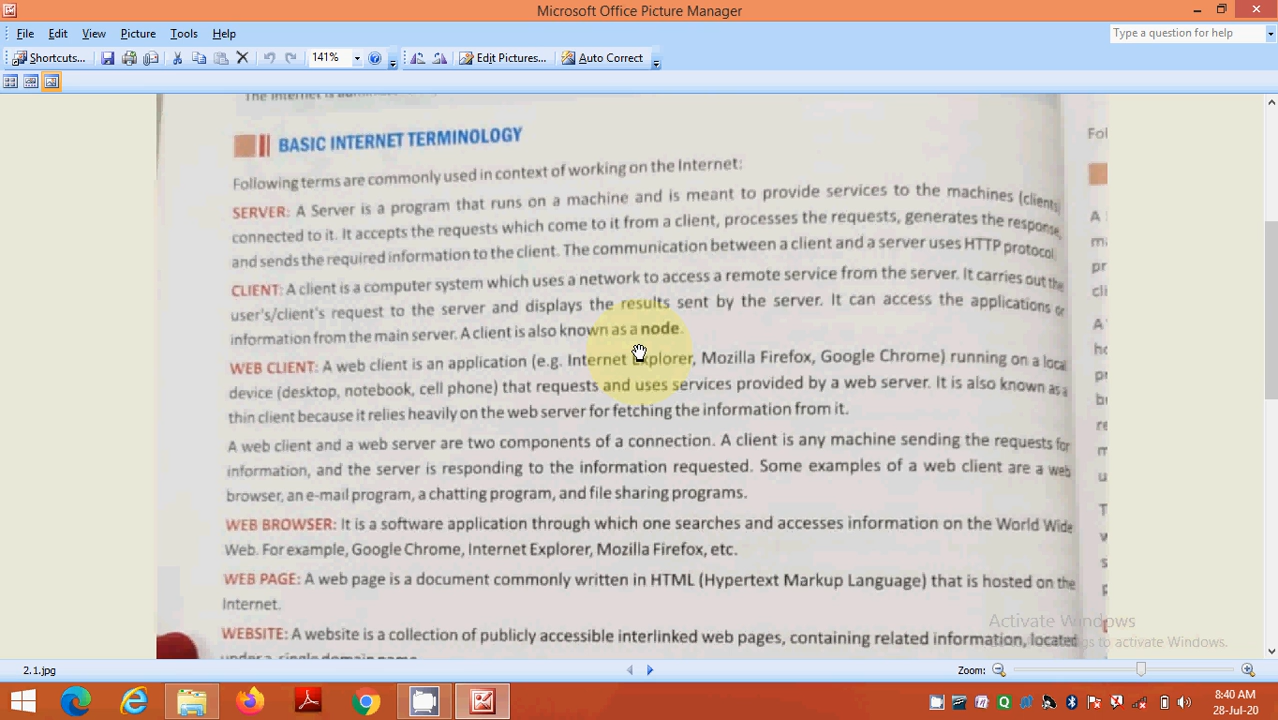 Microsoft Office Picture Manager
File Edit View Picture Tools Help
Type a question for help
Shortcuts... 141% Edit Pictures... Auto Correct
The Internet is
BASIC INTERNET TERMINOLOGY
Fol
Following terms are commonly used in context of working on the Internet:
SERVER: A Server is a program that runs on a machine and is meant to provide services to the machines (clients)
connected to it. It accepts the requests which come to it from a client, processes the requests, generates the response,
and sends the required information to the client. The communication between a client and a server uses HTTP protocol
CLIENT: A client is a computer system which uses a network to access a remote service from the server. It carries out the
user's/client's request to the server and displays the results sent by the server. It can access the applications or
information from the main server. A client is also known as a node.
WEB CLIENT: A web client is an application (e.g. Internet Explorer, Mozilla Firefox, Google Chrome) running on a local
device (desktop, notebook, cell phone) that requests and uses services provided by a web server. It is also known as a
thin client because it relies heavily on the web server for fetching the information from it.
A web client and a web server are two components of a connection. A client is any machine sending the requests for
information, and the server is responding to the information requested. Some examples of a web client are a web
browser, an e-mail program, a chatting program, and file sharing programs.
WEB BROWSER: It is a software application through which one searches and accesses information on the World Wide
Web. For example, Google Chrome, Internet Explorer, Mozilla Firefox, etc.
WEB PAGE: A web page is a document commonly written in HTML (Hypertext Markup Language) that is hosted on the
Internet.
WEBSITE: A website is a collection of publicly accessible interlinked web pages, containing related information, located
under a single domain name
Activate Windows
to activate Windows.
2.1.jpg
Zoom:
8:40 AM
28-Jul-20